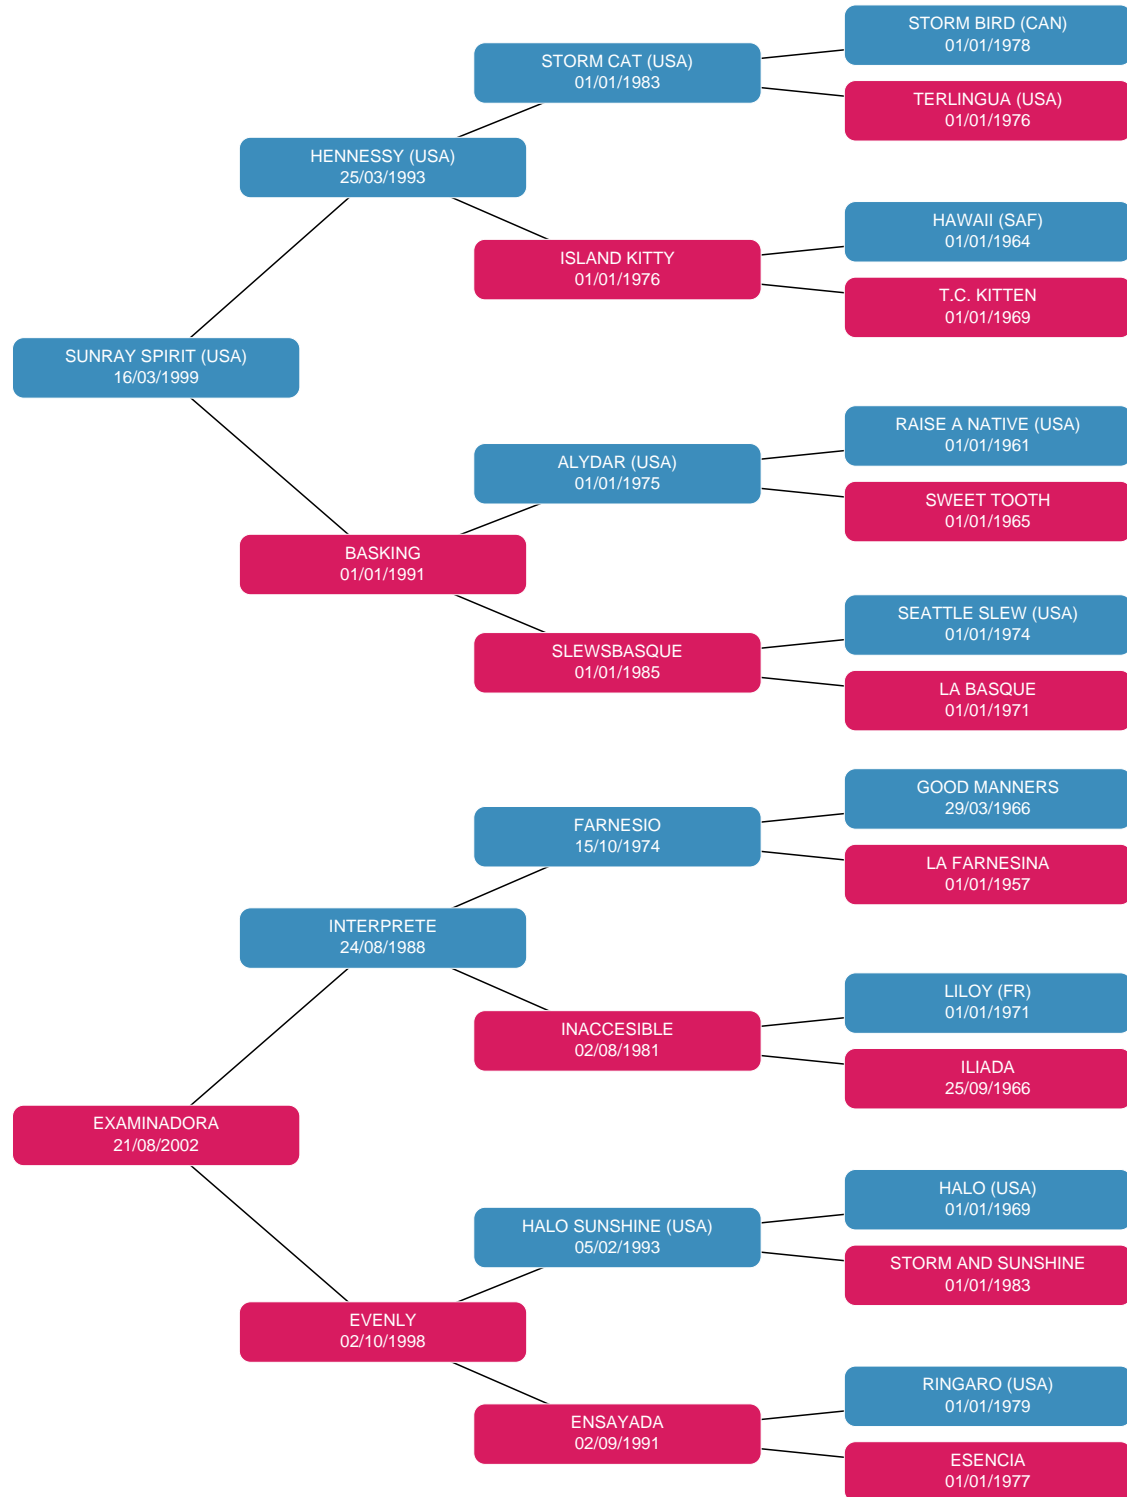 STORM BIRD (CAN)
01/01/1978
STORM CAT (USA)
01/01/1983
TERLINGUA (USA)
01/01/1976
HENNESSY (USA)
25/03/1993
HAWAII (SAF)
01/01/1964
ISLAND KITTY
01/01/1976
T.C. KITTEN
01/01/1969
SUNRAY SPIRIT (USA)
16/03/1999
RAISE A NATIVE (USA)
01/01/1961
ALYDAR (USA)
01/01/1975
SWEET TOOTH
01/01/1965
BASKING
01/01/1991
SEATTLE SLEW (USA)
01/01/1974
SLEWSBASQUE
01/01/1985
LA BASQUE
01/01/1971
GOOD MANNERS
29/03/1966
FARNESIO
15/10/1974
LA FARNESINA
01/01/1957
INTERPRETE
24/08/1988
LILOY (FR)
01/01/1971
INACCESIBLE
02/08/1981
ILIADA
25/09/1966
EXAMINADORA
21/08/2002
HALO (USA)
01/01/1969
HALO SUNSHINE (USA)
05/02/1993
STORM AND SUNSHINE
01/01/1983
EVENLY
02/10/1998
RINGARO (USA)
01/01/1979
ENSAYADA
02/09/1991
ESENCIA
01/01/1977